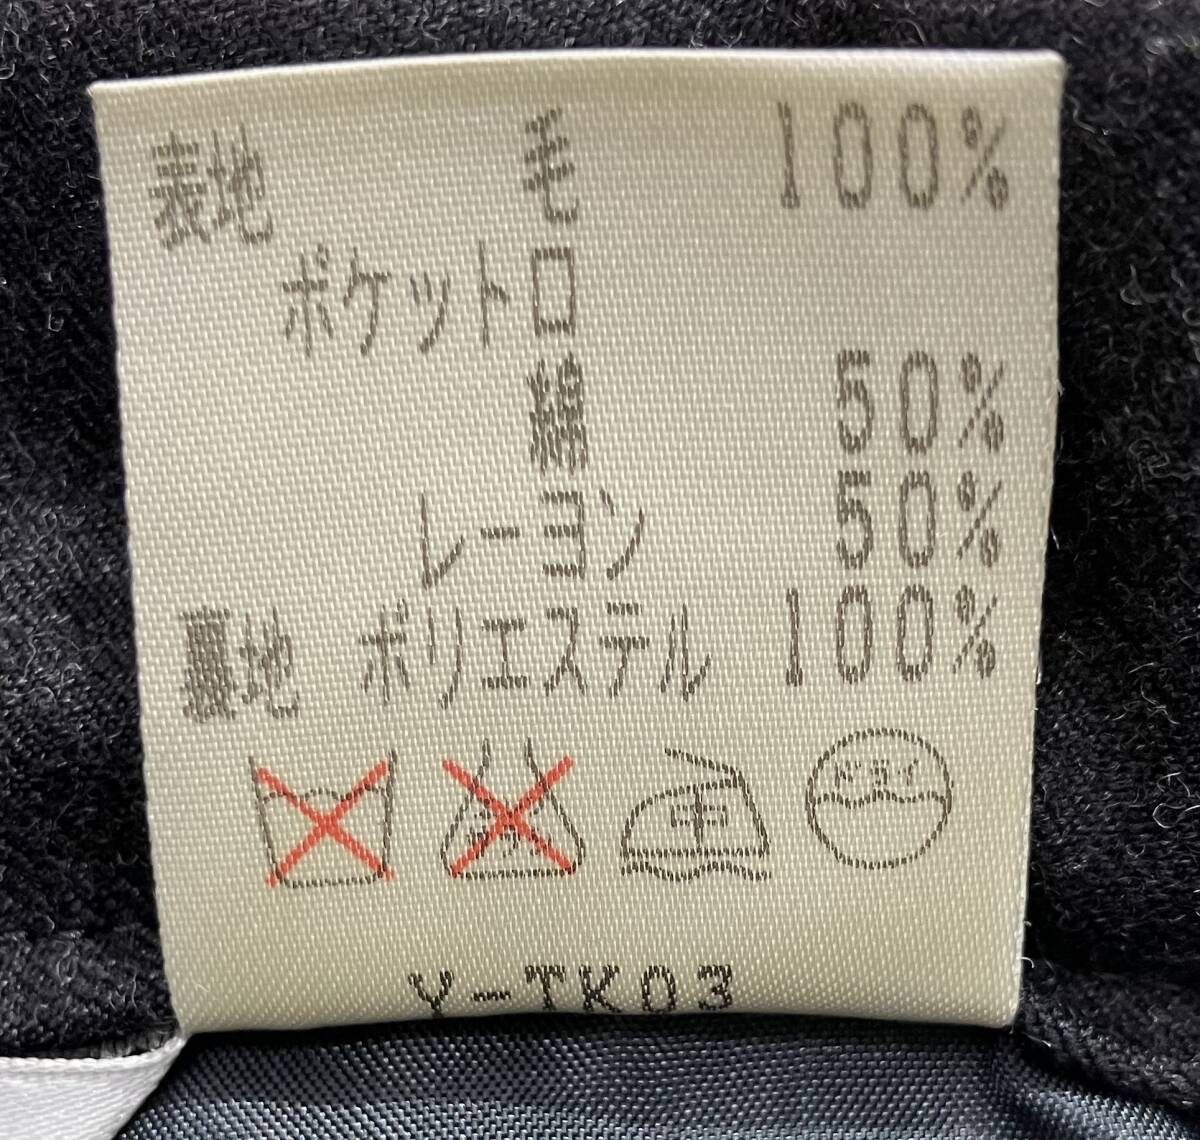 表地 毛 100%
ポケット口
綿 50%
レーヨン 50%
裏地 ポリエステル 100%
中 ドライ
Y-TK03